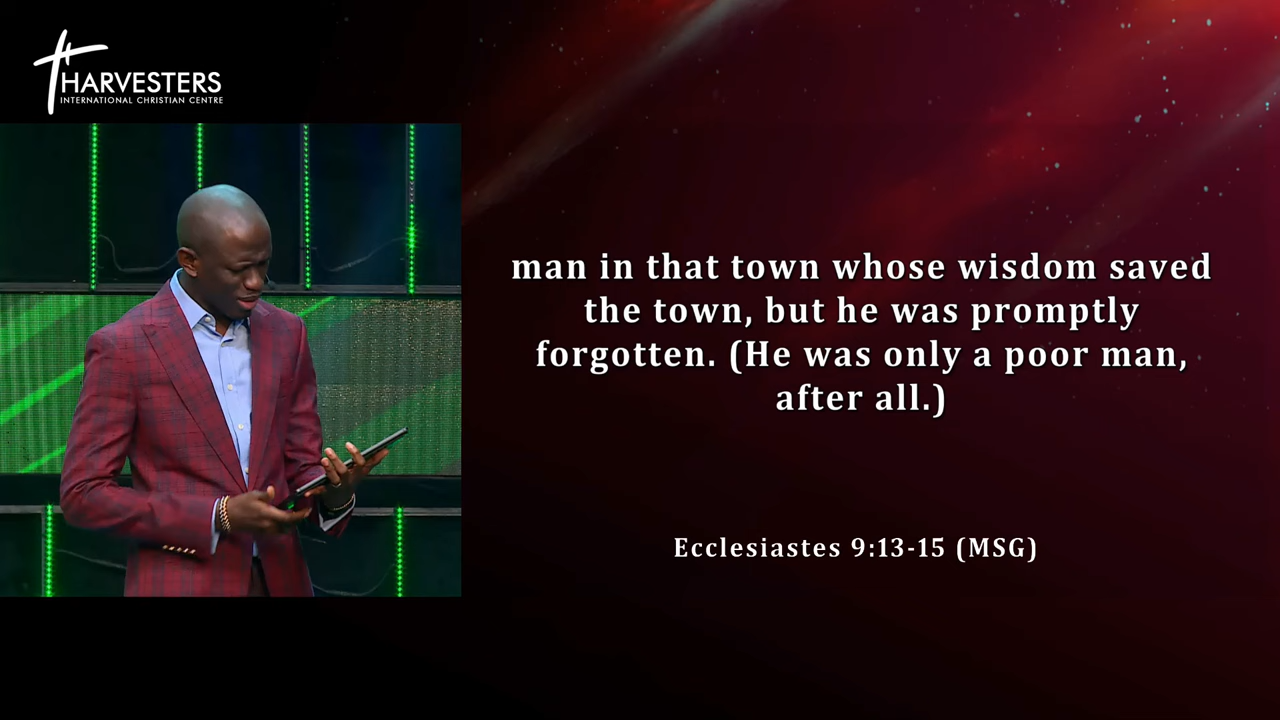 HARVESTERS
INTERNATIONAL CHRISTIAN CENTRE
man in that town whose wisdom saved
the town, but he was promptly
forgotten. (He was only a poor man,
after all.)
Ecclesiastes 9:13-15 (MSG)